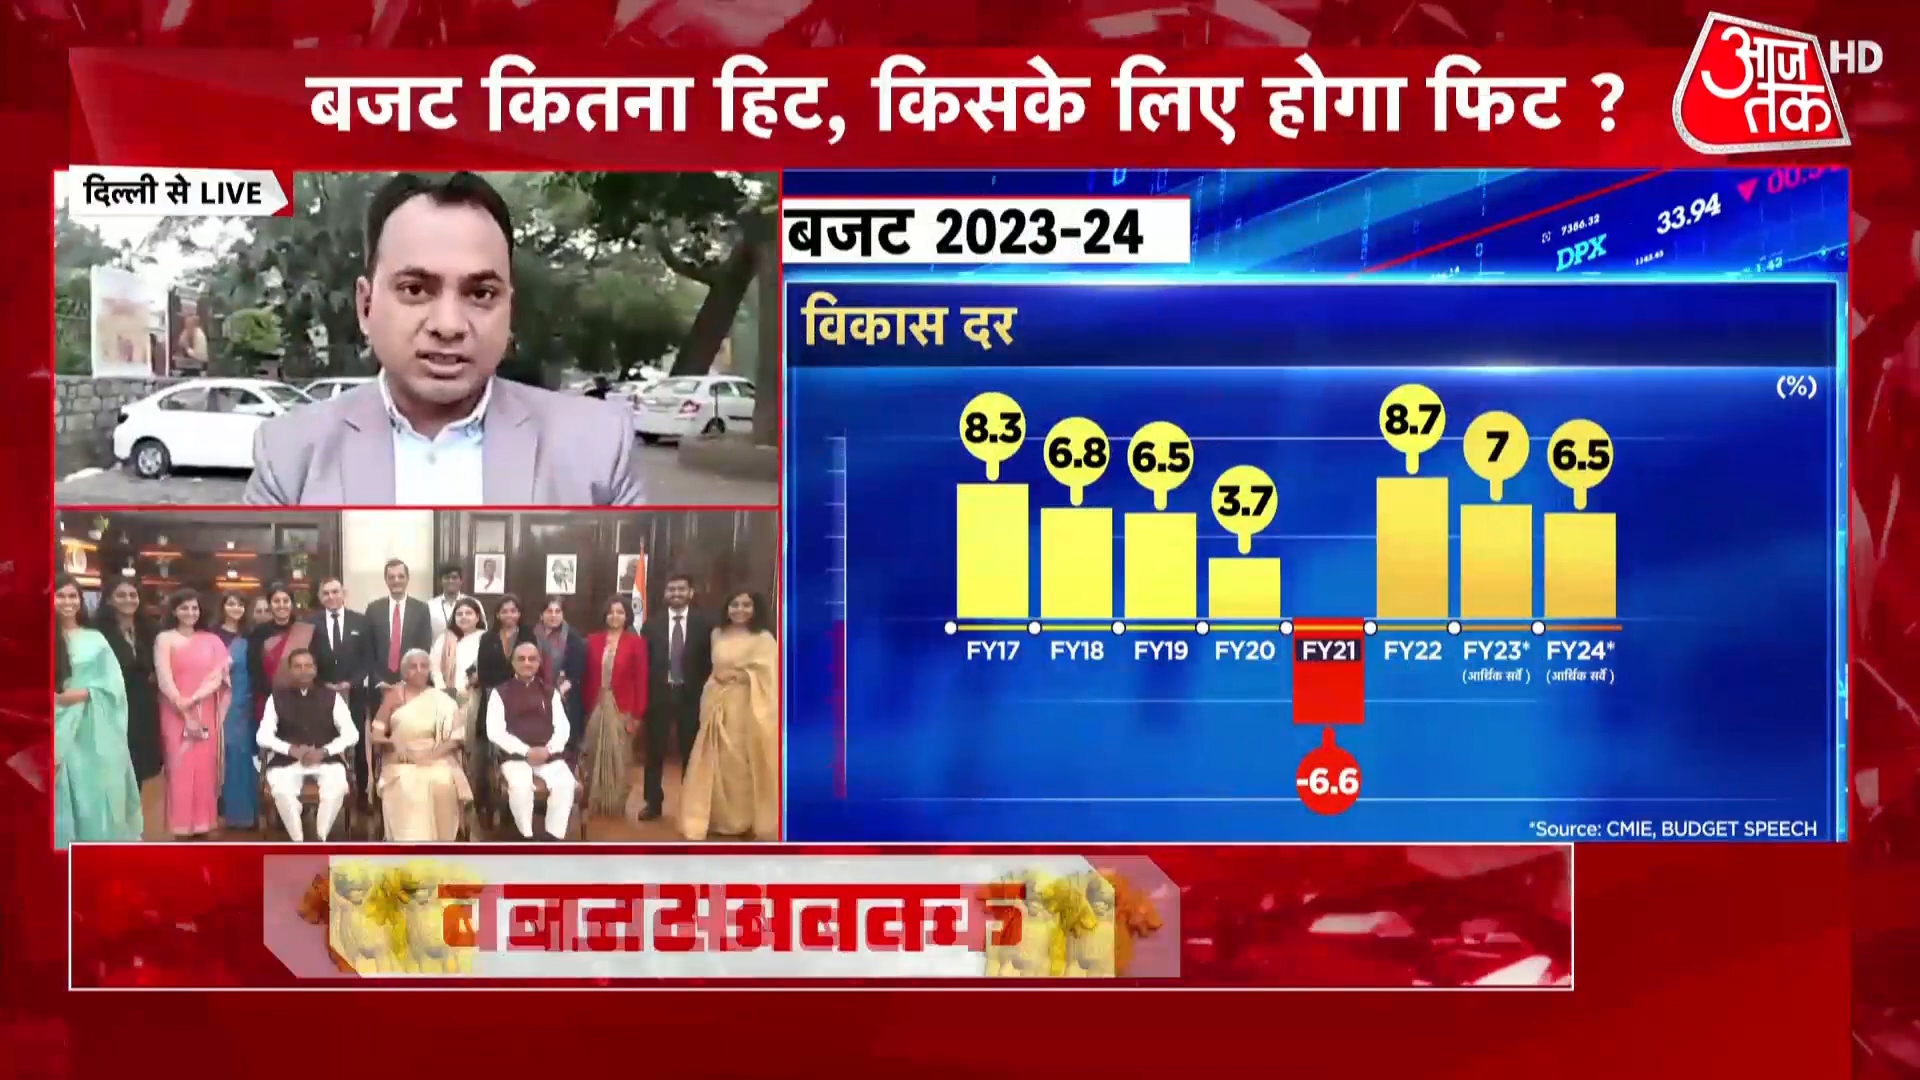 बजट कितना हिट, किसके लिए होगा फिट ?
आज तक HD
दिल्ली से LIVE
बजट 2023-24
7386.32
DPX
33.94
विकास दर
(%)
8.3 6.8 6.5 3.7 8.7 7 6.5
FY17 FY18 FY19 FY20 FY21 FY22 FY23* FY24*
(आर्थिक सर्वे) (आर्थिक सर्वे)
-6.6
*Source: CMIE, BUDGET SPEECH